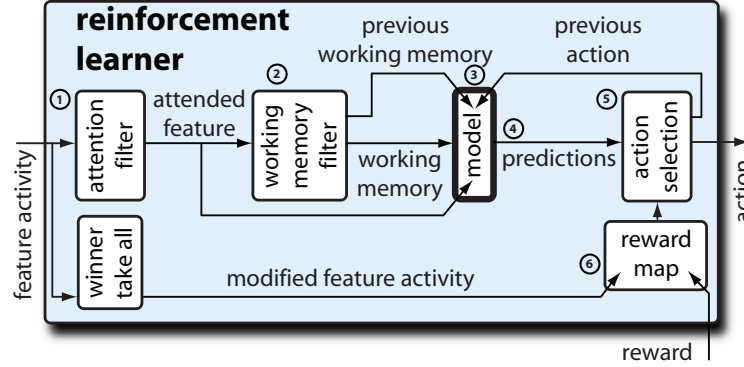 reinforcement
learner
previous
working memory
previous
action
1
attention
filter
attended
feature
2
working
memory
filter
working
memory
3
model
4
predictions
5
action
selection
action
feature activity
winner
take all
modified feature activity
6
reward
map
reward